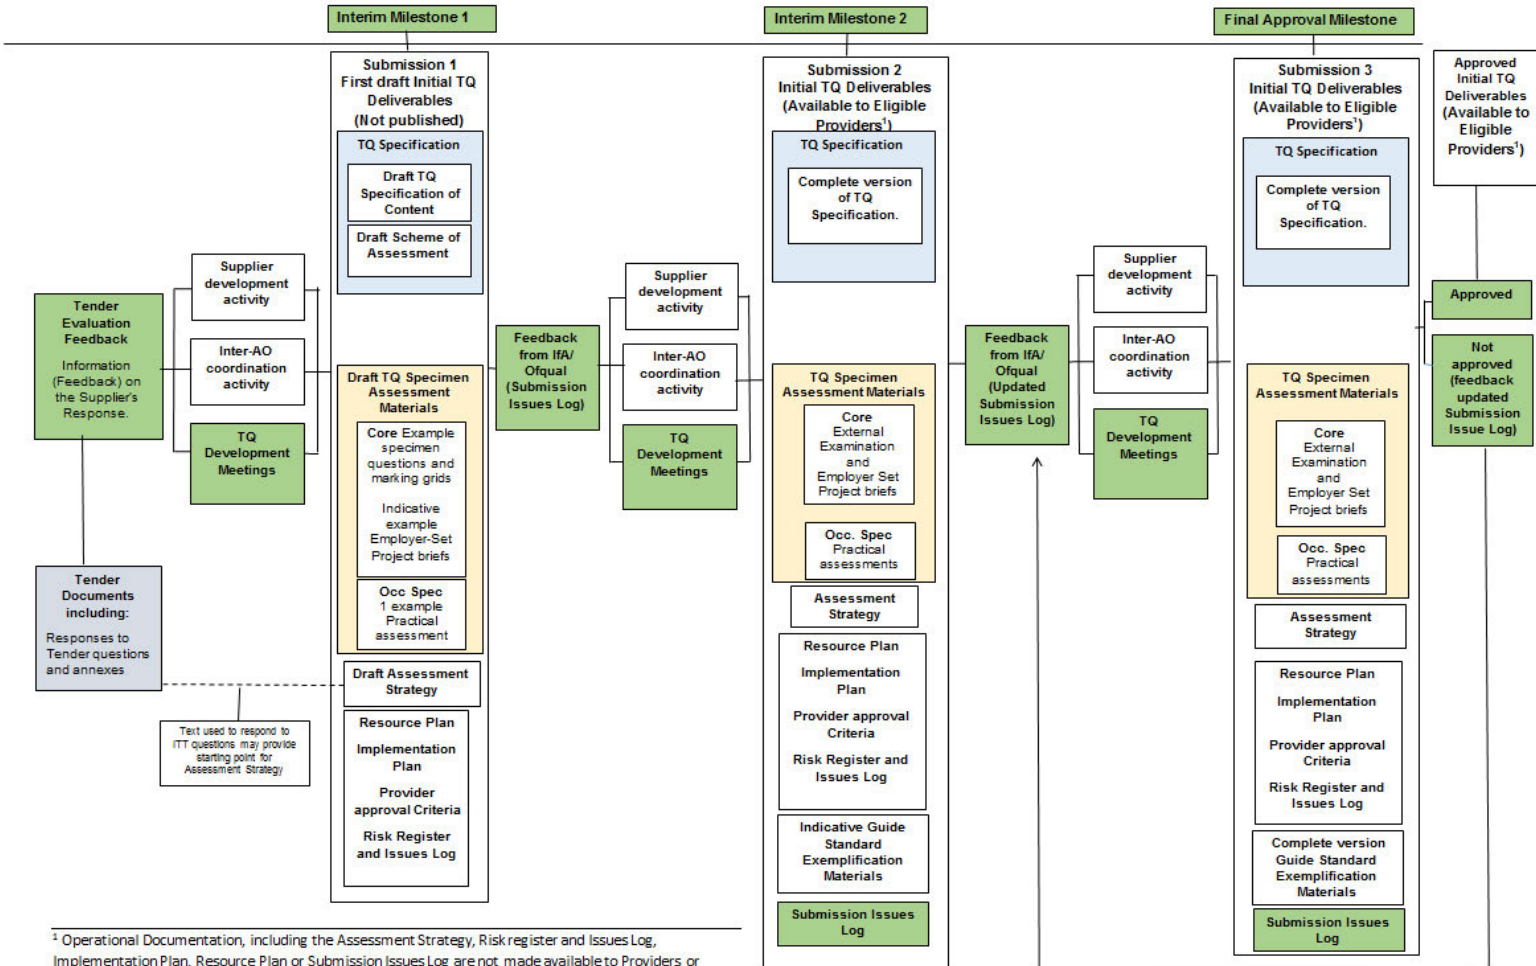 Interim Milestone 1
Interim Milestone 2
Final Approval Milestone
Tender
Evaluation
Feedback
Information
(Feedback) on
the Supplier's
Response.
Tender
Documents
including:
Responses to
Tender questions
and annexes
Text used to respond to
ITT questions may provide
starting point for
Assessment Strategy
Supplier
development
activity
Inter-AO
coordination
activity
TQ
Development
Meetings
Submission 1
First draft Initial TQ
Deliverables
(Not published)
TQ Specification
Draft TQ
Specification of
Content
Draft Scheme of
Assessment
Draft TQ Specimen
Assessment
Materials
Core Example
specimen
questions and
marking grids
Indicative
example
Employer-Set
Project briefs
Occ Spec
1 example
Practical
assessment
Draft Assessment
Strategy
Resource Plan
Implementation
Plan
Provider
approval Criteria
Risk Register
and Issues Log
Feedback
from IfA/
Ofqual
(Submission
Issues Log)
Supplier
development
activity
Inter-AO
coordination
activity
TQ
Development
Meetings
Submission 2
Initial TQ Deliverables
(Available to Eligible
Providers¹)
TQ Specification
Complete version
of TQ
Specification.
TQ Specimen
Assessment Materials
Core
External
Examination
and
Employer Set
Project briefs
Occ. Spec
Practical
assessments
Assessment
Strategy
Resource Plan
Implementation
Plan
Provider approval
Criteria
Risk Register and
Issues Log
Indicative Guide
Standard
Exemplification
Materials
Submission Issues
Log
Feedback
from IfA/
Ofqual
(Updated
Submission
Issues Log)
Supplier
development
activity
Inter-AO
coordination
activity
TQ
Development
Meetings
Submission 3
Initial TQ Deliverables
(Available to Eligible
Providers¹)
TQ Specification
Complete version
of TQ
Specification.
TQ Specimen
Assessment Materials
Core
External
Examination
and
Employer Set
Project briefs
Occ. Spec
Practical
assessments
Assessment
Strategy
Resource Plan
Implementation
Plan
Provider approval
Criteria
Risk Register and
Issues Log
Complete version
Guide Standard
Exemplification
Materials
Submission Issues
Log
Approved
Initial TQ
Deliverables
(Available to
Eligible
Providers¹)
Approved
Not
approved
(feedback
updated
Submission
Issue Log)
¹ Operational Documentation, including the Assessment Strategy, Risk register and Issues Log,
Implementation Plan, Resource Plan or Submission Issues Log are not made available to Providers or